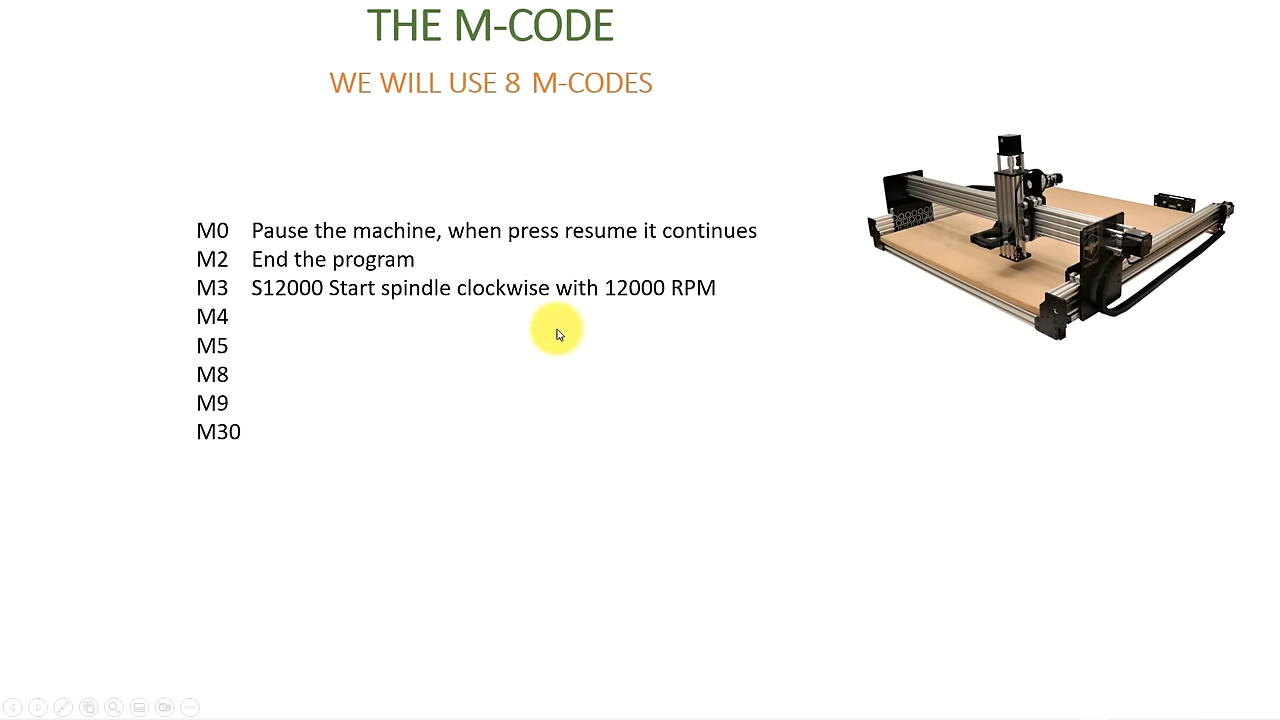 THE M-CODE
WE WILL USE 8 M-CODES
M0 Pause the machine, when press resume it continues
M2 End the program
M3 S12000 Start spindle clockwise with 12000 RPM
M4
M5
M8
M9
M30